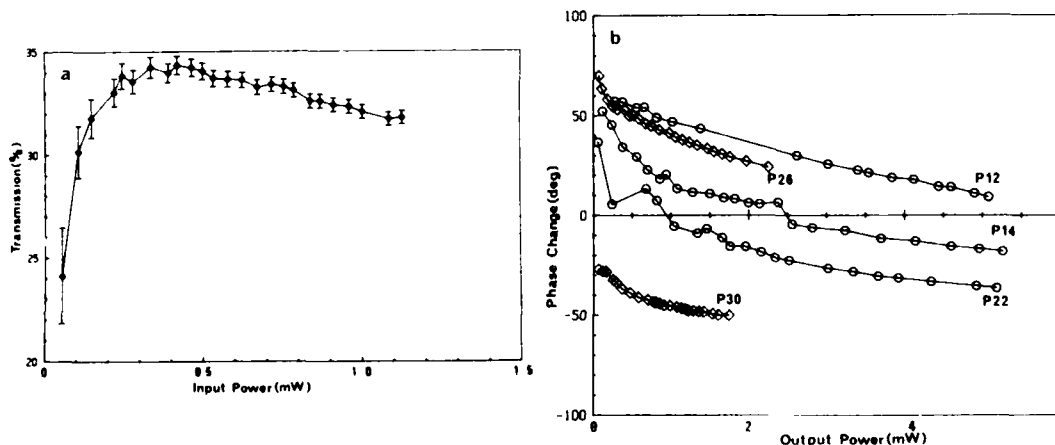 a
35
30
25
20
Transmission(%)
0
0 5
1 0
1 5
Input Power(mW)
b
100
50
0
-50
-100
Phase Change(deg)
P12
P26
P14
P22
P30
0
2
4
Output Power(mW)